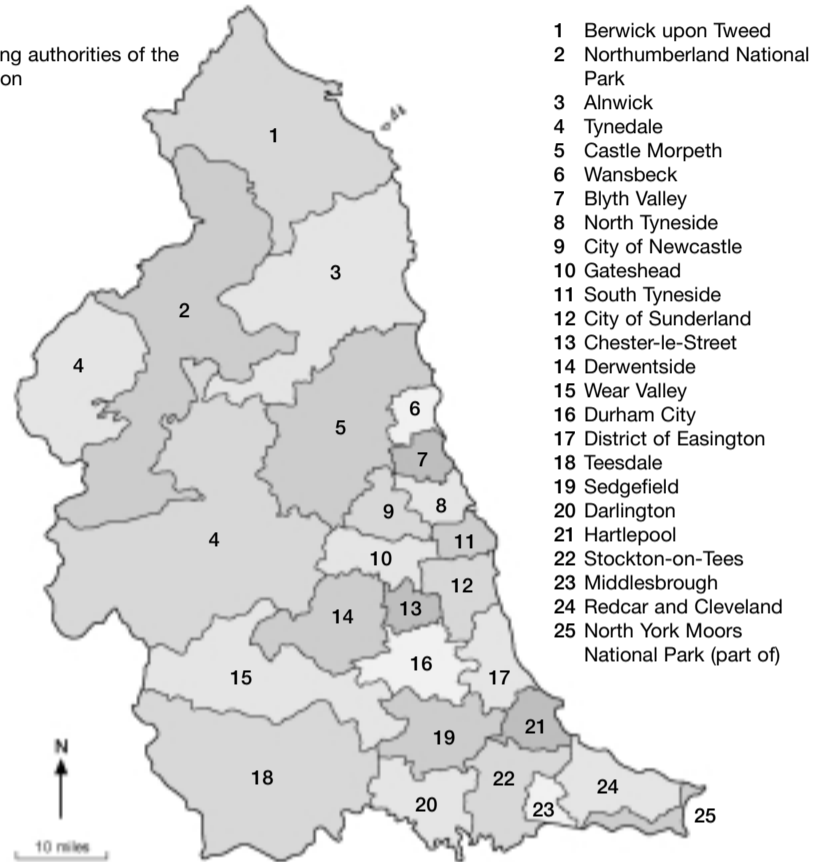 ng authorities of the
on
1 Berwick upon Tweed
2 Northumberland National
Park
3 Alnwick
4 Tynedale
5 Castle Morpeth
6 Wansbeck
7 Blyth Valley
8 North Tyneside
9 City of Newcastle
10 Gateshead
11 South Tyneside
12 City of Sunderland
13 Chester-le-Street
14 Derwentside
15 Wear Valley
16 Durham City
17 District of Easington
18 Teesdale
19 Sedgefield
20 Darlington
21 Hartlepool
22 Stockton-on-Tees
23 Middlesbrough
24 Redcar and Cleveland
25 North York Moors
National Park (part of)
1
3
2
4
6
5
7
8
9
4
11
10
12
13
14
16
15
17
21
19
18
22
24
20
23
25
N
10 miles